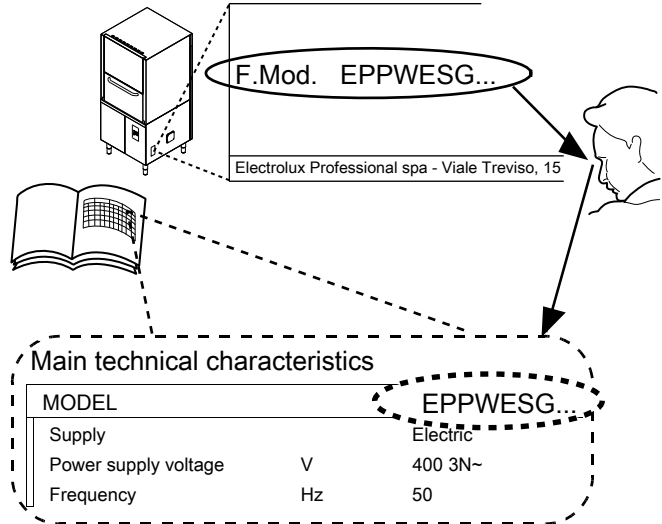 F.Mod. EPPWESG...
Electrolux Professional spa - Viale Treviso, 15
Main technical characteristics
MODEL EPPWESG...
Supply Electric
Power supply voltage V 400 3N~
Frequency Hz 50